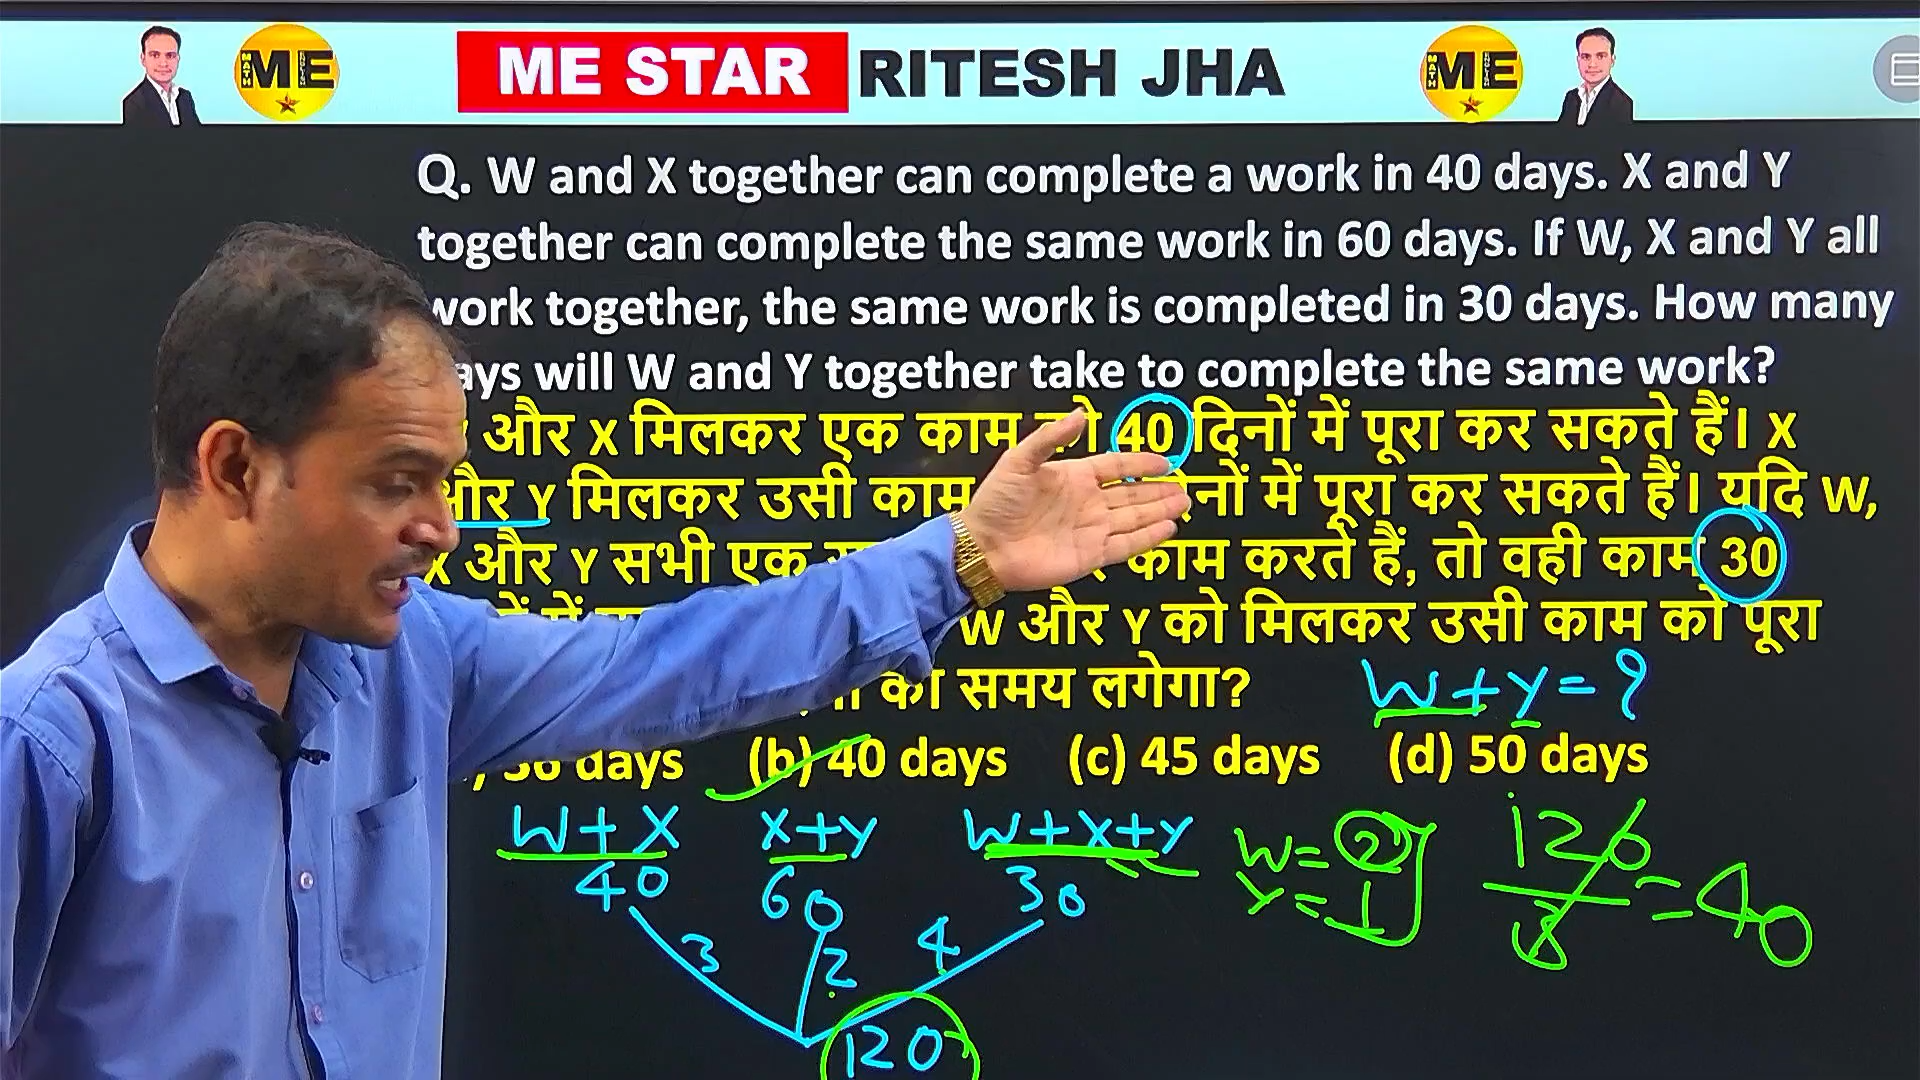 ME STAR RITESH JHA
MATH ME ENGLISH
MATH ME ENGLISH
Q. W and X together can complete a work in 40 days. X and Y
together can complete the same work in 60 days. If W, X and Y all
work together, the same work is completed in 30 days. How many
ays will W and Y together take to complete the same work?
और X मिलकर एक काम को 40 दिनों में पूरा कर सकते हैं। X
और Y मिलकर उसी काम में पूरा कर सकते हैं। यदि W,
X और Y सभी एक काम करते हैं, तो वही काम 30
W और Y को मिलकर उसी काम को पूरा
का समय लगेगा?
W+Y=?
days (b) 40 days (c) 45 days (d) 50 days
W+X X+Y W+X+Y
40 60 30
3 2 4
120
W=2
Y=1
120/3=40